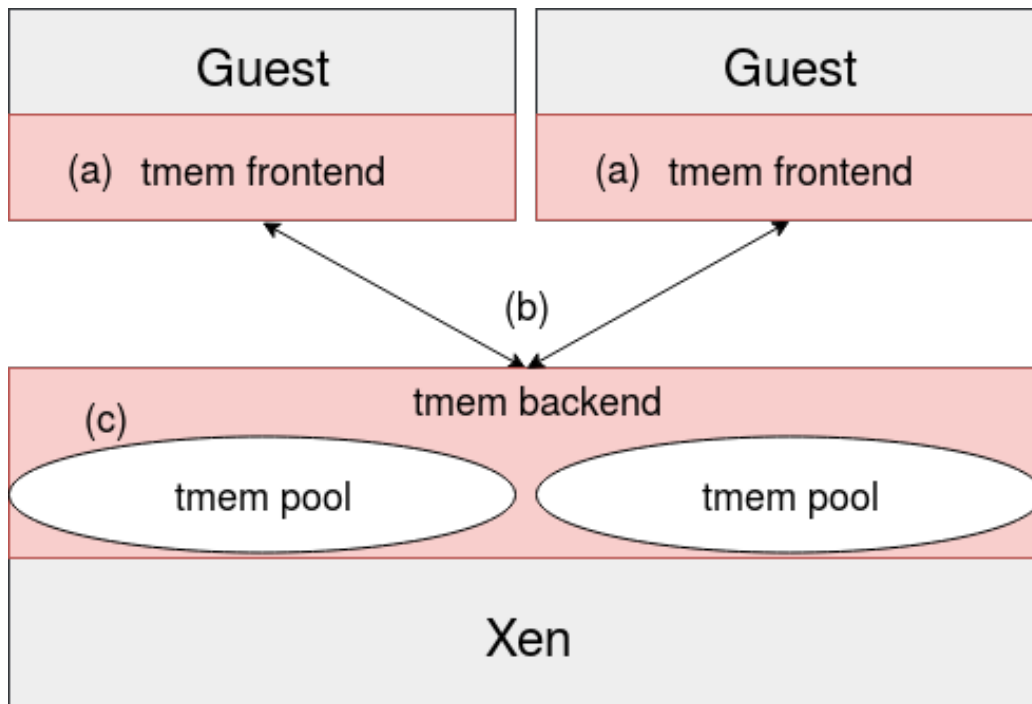 Guest
Guest
(a) tmem frontend
(a) tmem frontend
(b)
tmem backend
(c)
tmem pool
tmem pool
Xen